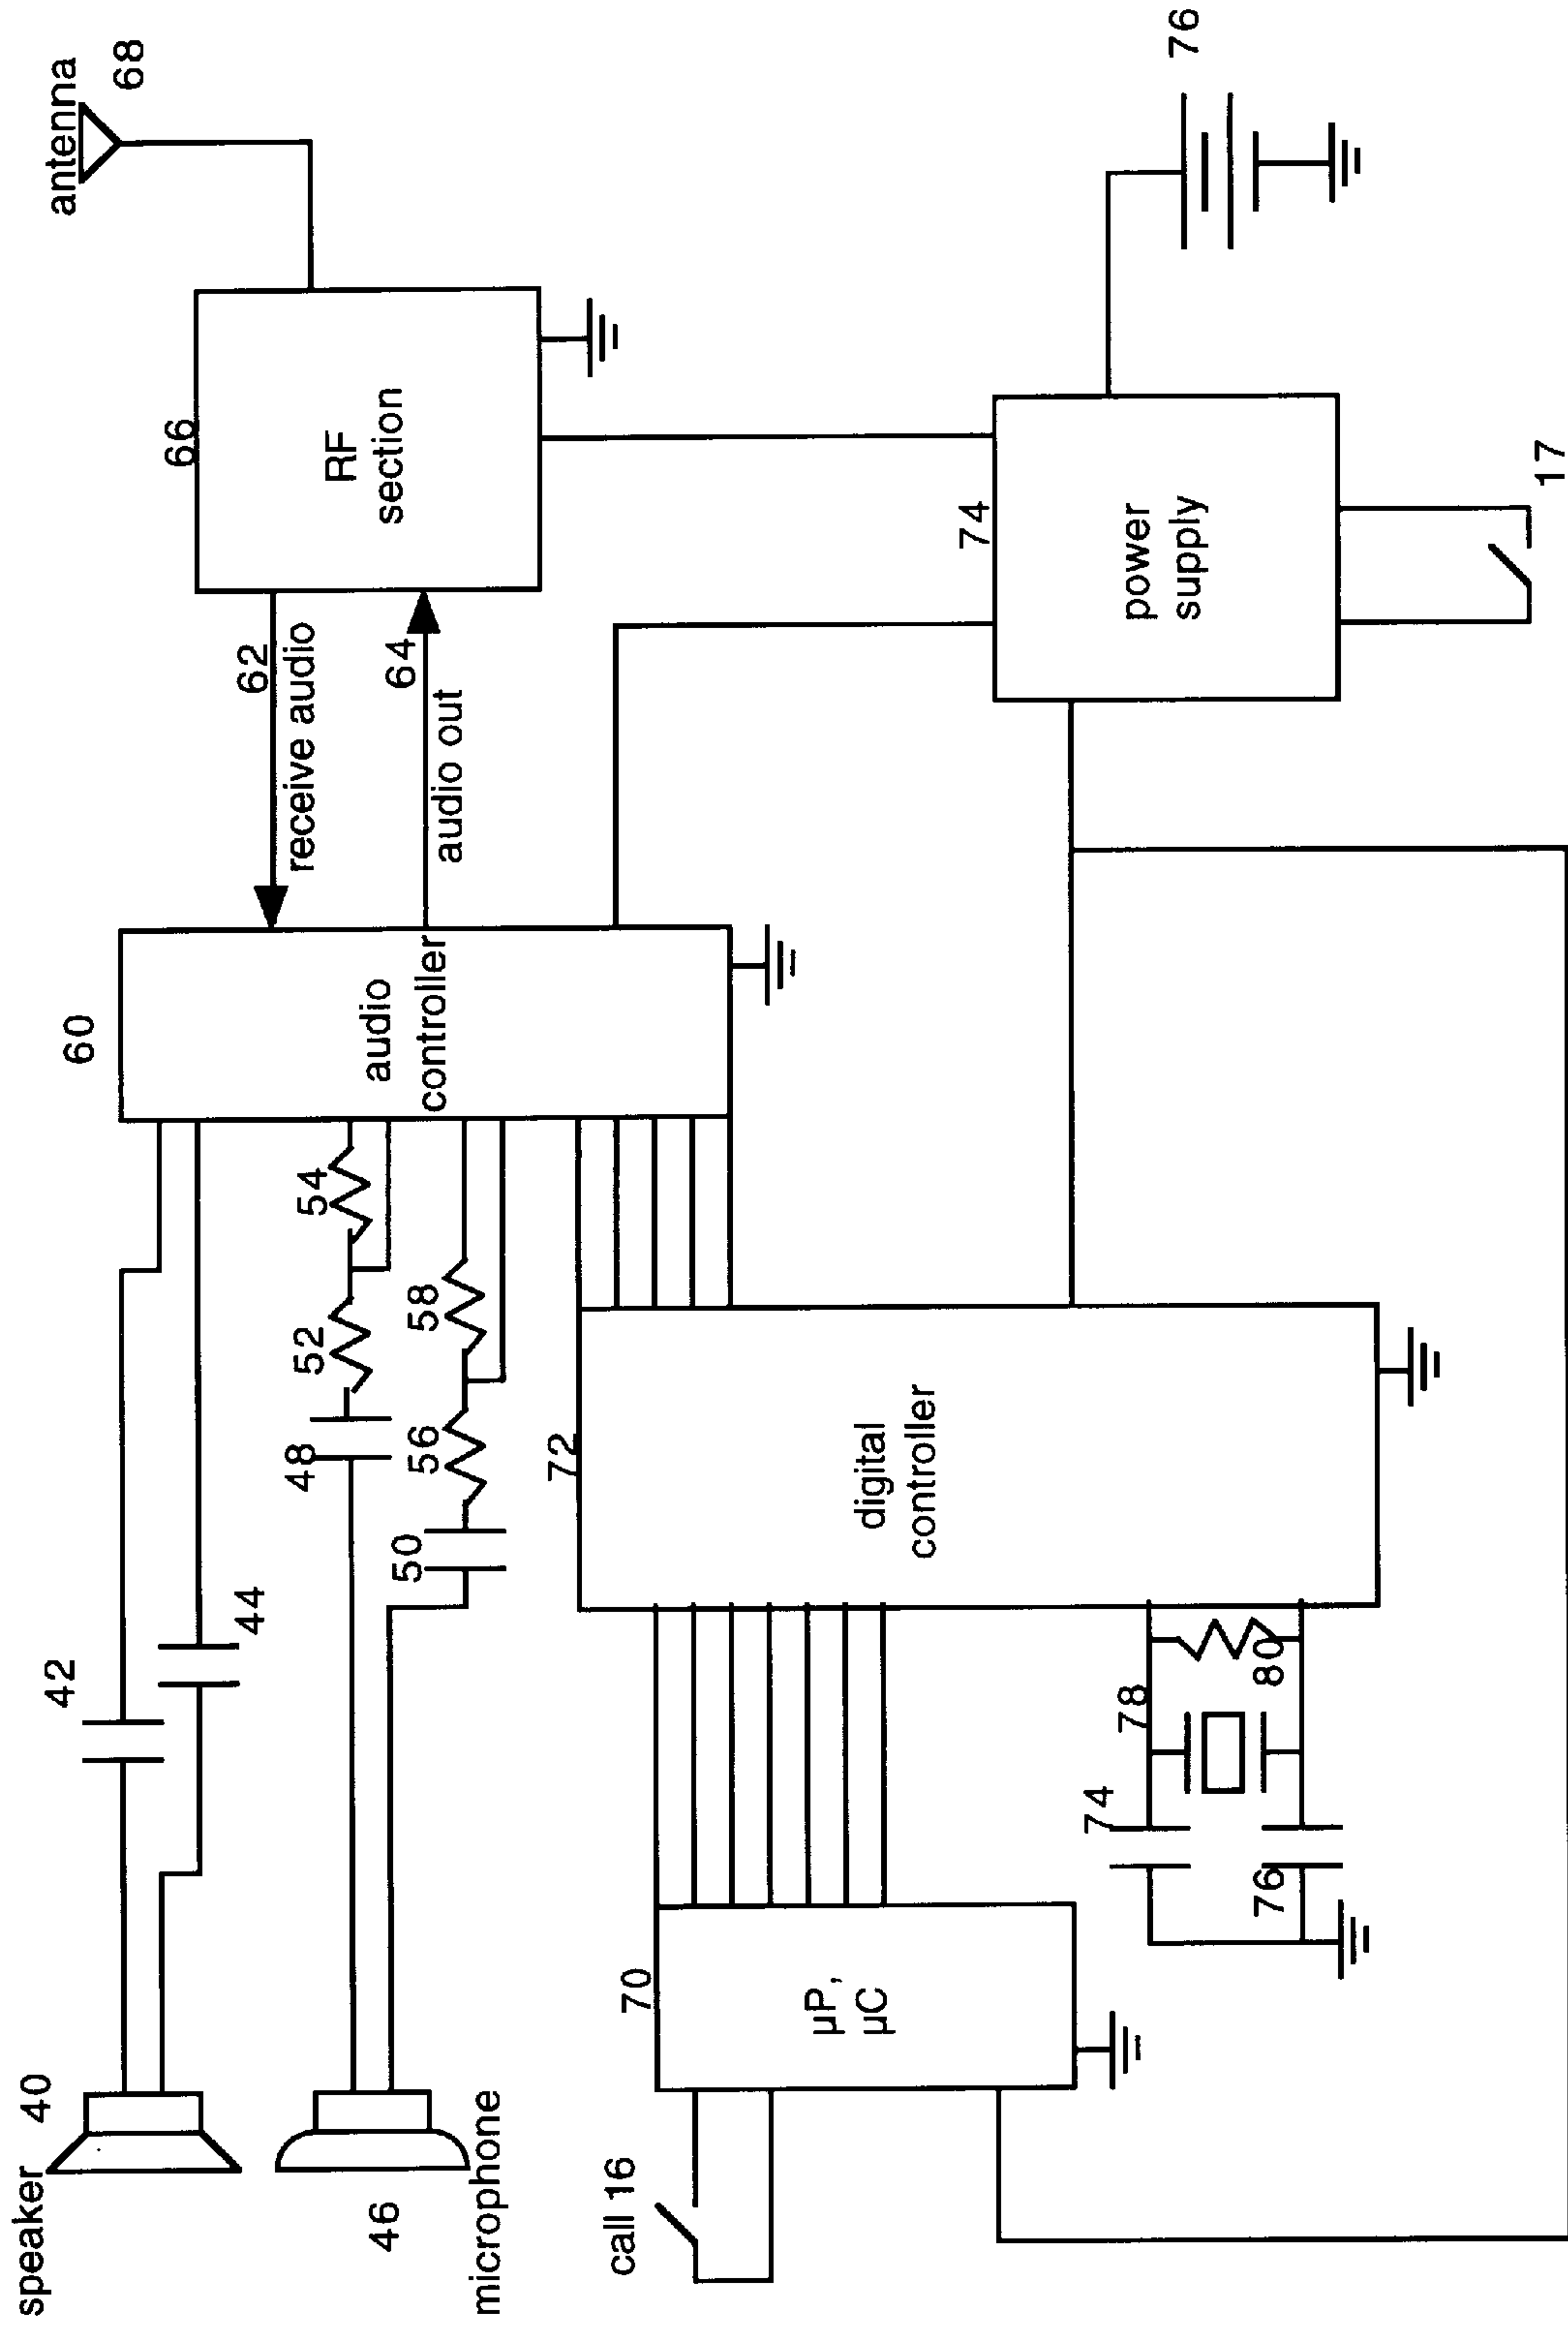 speaker 40
42
44
60
antenna
68
66
RF
section
62
receive audio
64
audio out
audio
controller
54
52
48
58
56
50
46
microphone
72
digital
controller
70
µP,
µC
call 16
74
power
supply
76
17
78
80
74
76